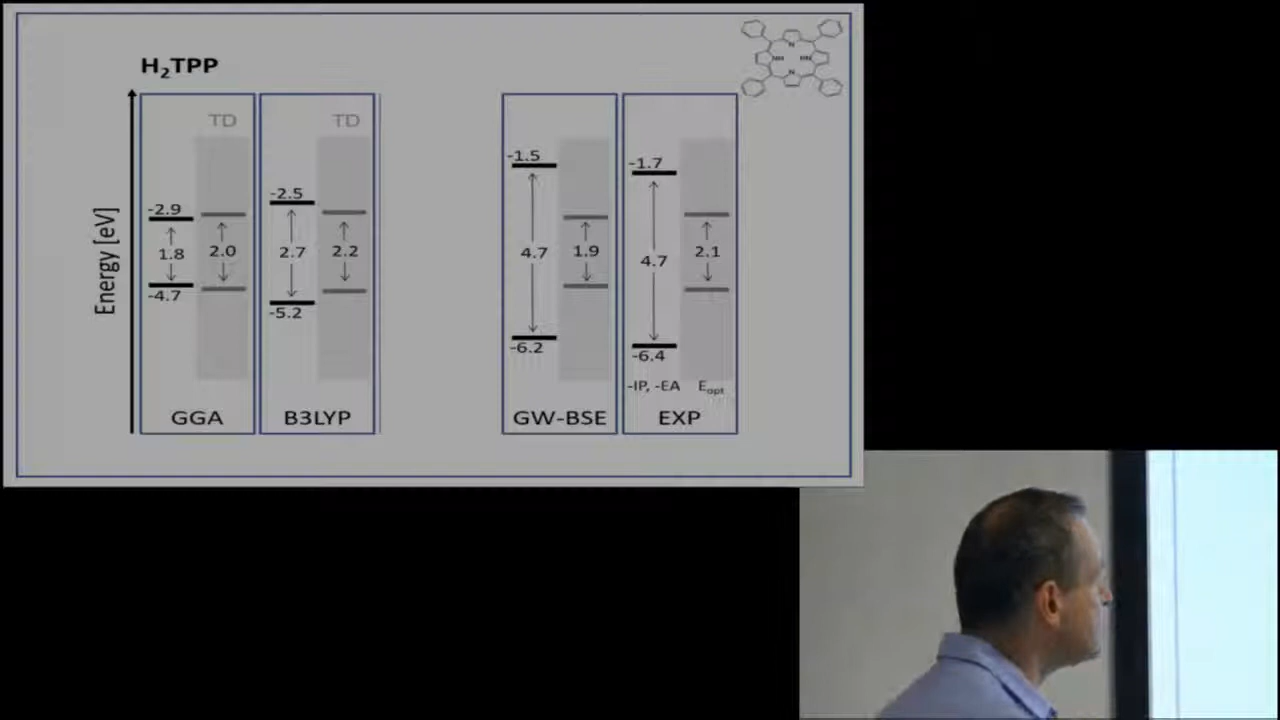 H₂TPP
Energy [eV]
TD
-2.9
1.8
2.0
-4.7
GGA
TD
-2.5
2.7
2.2
-5.2
B3LYP
-1.5
4.7
1.9
-6.2
GW-BSE
-1.7
4.7
2.1
-6.4
-IP, -EA
Eopt
EXP
N
NH
HN
N